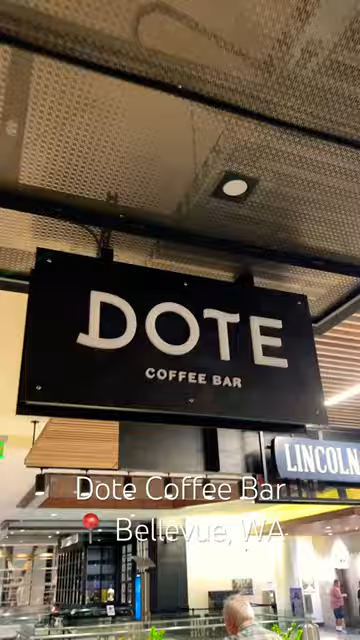 DOTE
COFFEE BAR
LINCOLN
Dote Coffee Bar
📍 Bellevue, WA